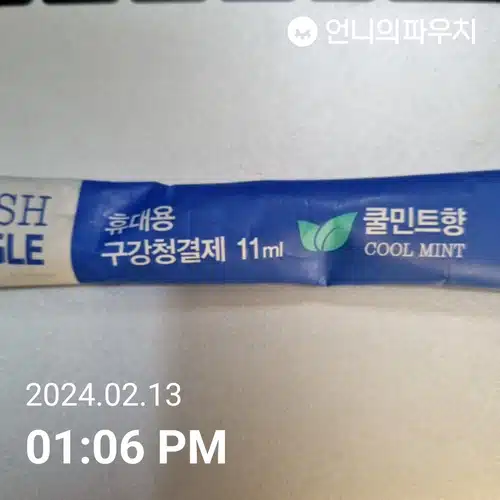 언니의파우치
SH
GLE
휴대용
구강청결제 11ml
쿨민트향
COOL MINT
2024.02.13
01:06 PM